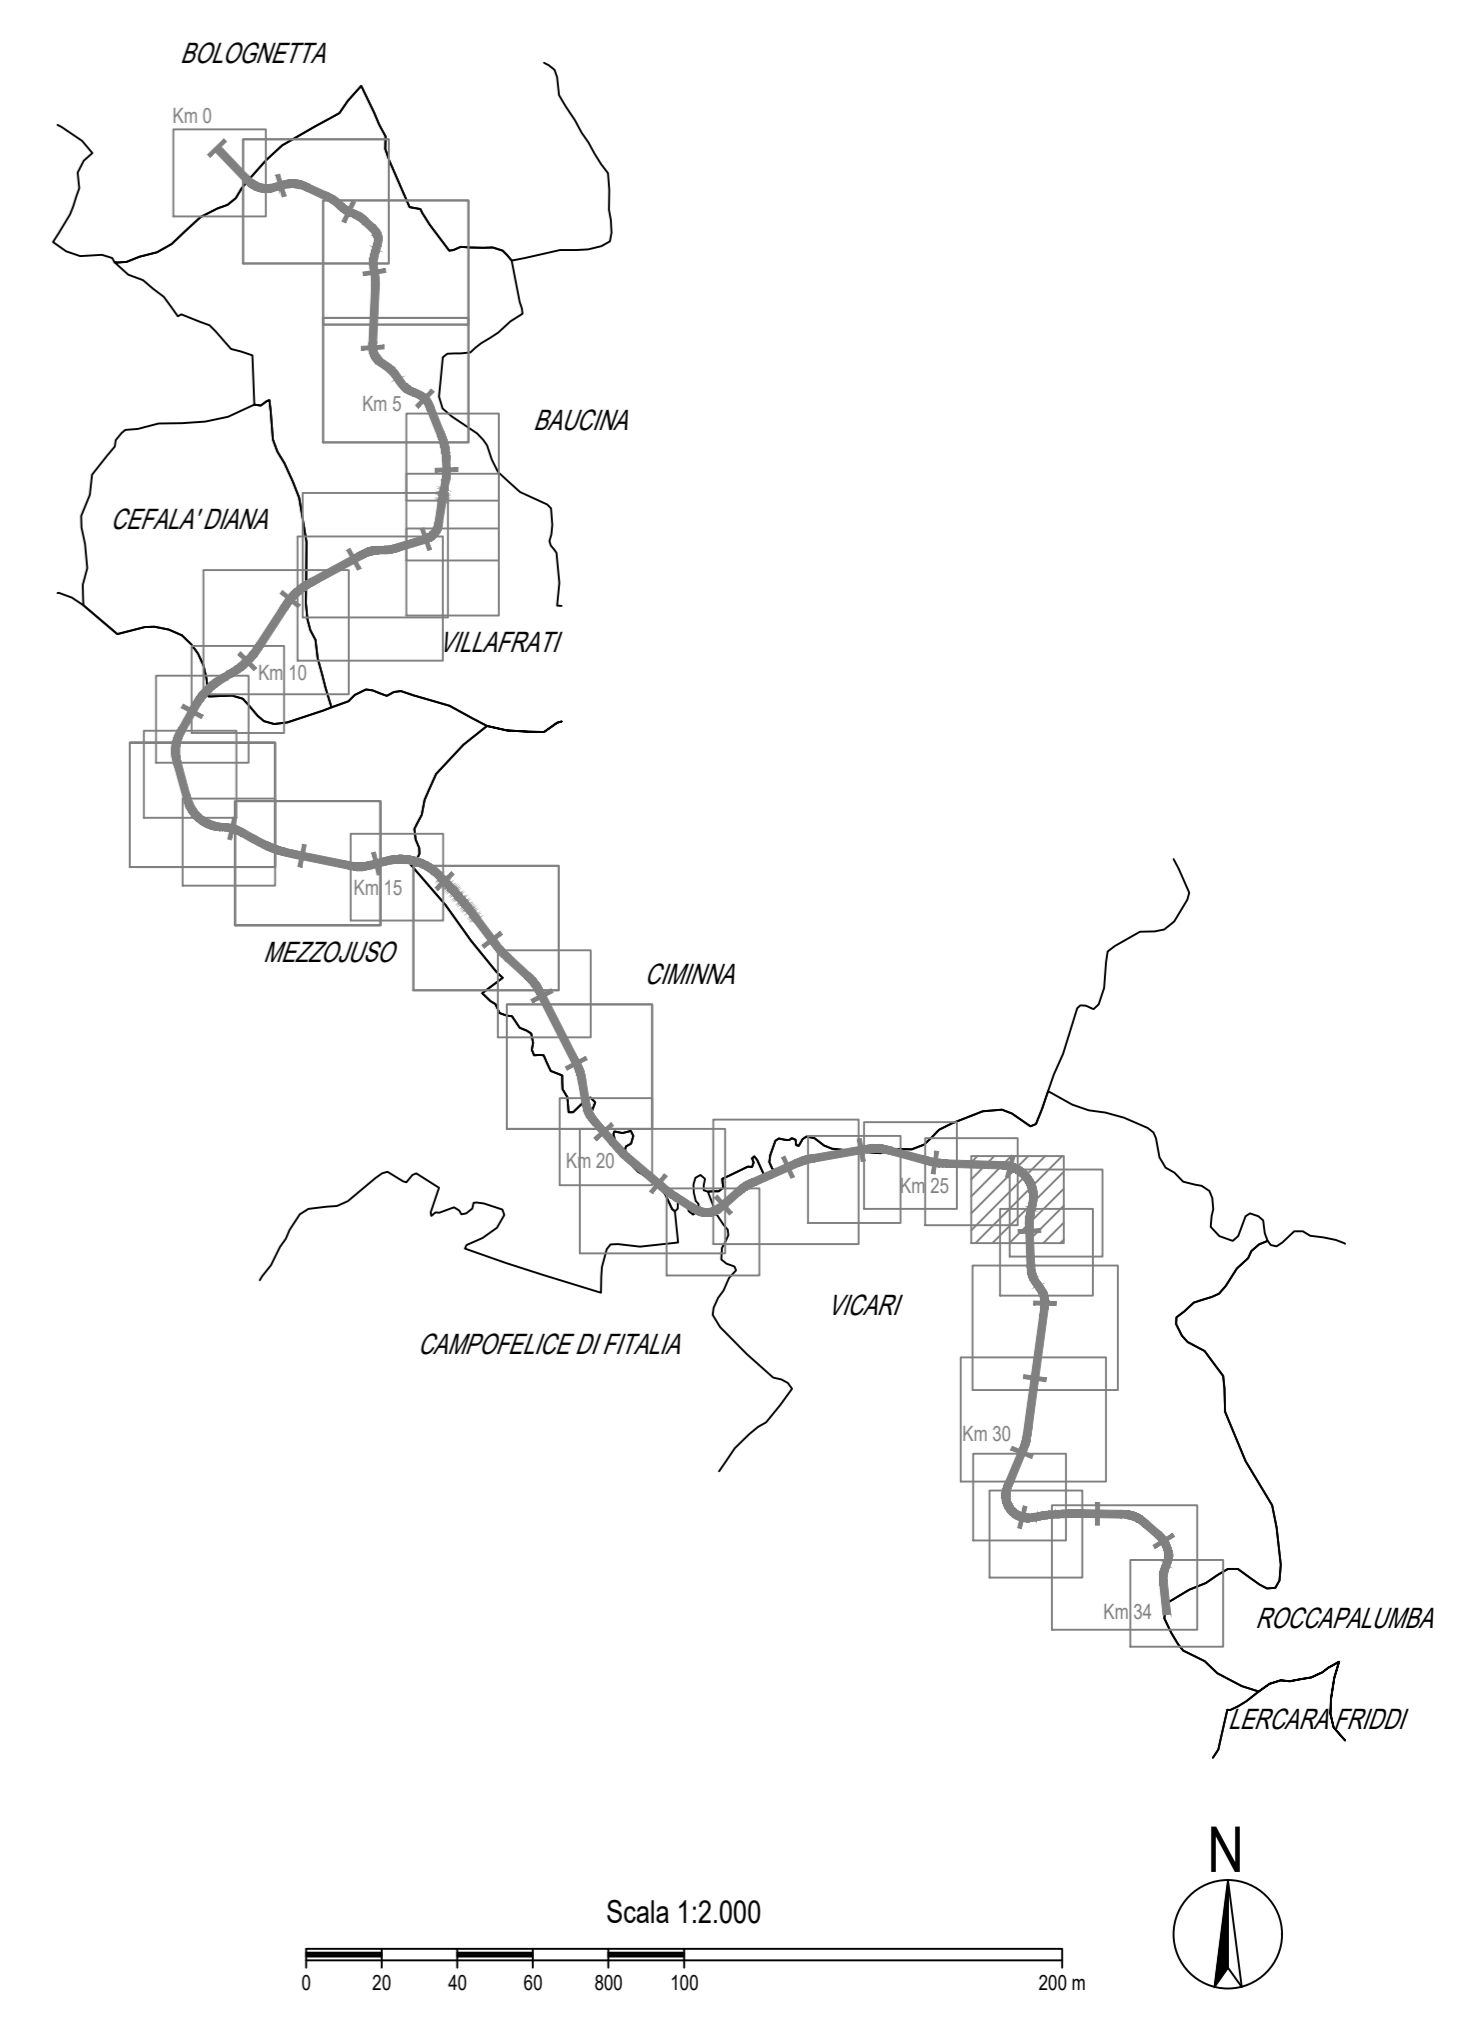 BOLOGNETTA
Km 0
Km 5
BAUCINA
CEFALA' DIANA
VILLAFRATI
Km 10
Km 15
MEZZOJUSO
CIMINNA
Km 20
Km 25
VICARI
CAMPOFELICE DI FITALIA
Km 30
Km 34
ROCCAPALUMBA
LERCARA FRIDDI
N
Scala 1:2.000
0 20 40 60 800 100 200 m